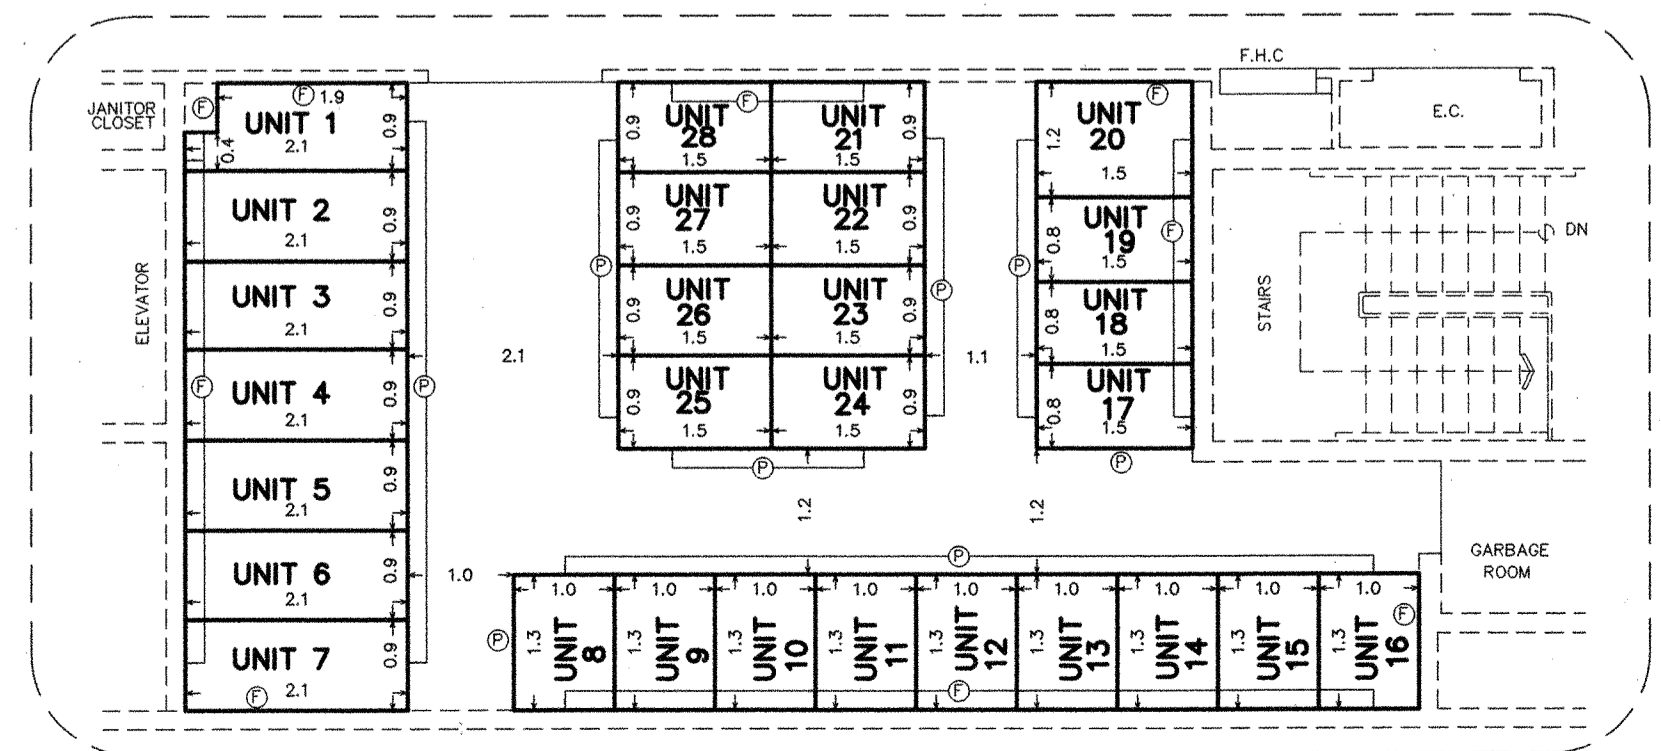 F.H.C
JANITOR
CLOSET
F
F 1.9
UNIT 1
0.9
2.1
0.4
UNIT 2
2.1
0.9
UNIT 3
2.1
0.9
UNIT 4
2.1
0.9
UNIT 5
2.1
0.9
UNIT 6
2.1
0.9
UNIT 7
2.1
0.9
F
ELEVATOR
F
P
2.1
1.0
F
UNIT
28
0.9
1.5
UNIT
21
0.9
1.5
UNIT
27
0.9
1.5
UNIT
22
0.9
1.5
UNIT
26
0.9
1.5
UNIT
23
0.9
1.5
UNIT
25
0.9
1.5
UNIT
24
0.9
1.5
P
P
P
1.1
1.2
1.2
F
UNIT
20
1.2
1.5
UNIT
19
0.8
1.5
UNIT
18
0.8
1.5
UNIT
17
0.8
1.5
P
F
P
E.C.
STAIRS
DN
GARBAGE
ROOM
P
P
1.0
1.3
UNIT
8
1.0
1.3
UNIT
9
1.0
1.3
UNIT
10
1.0
1.3
UNIT
11
1.0
1.3
UNIT
12
1.0
1.3
UNIT
13
1.0
1.3
UNIT
14
1.0
1.3
UNIT
15
1.0
1.3
UNIT
16
F
F